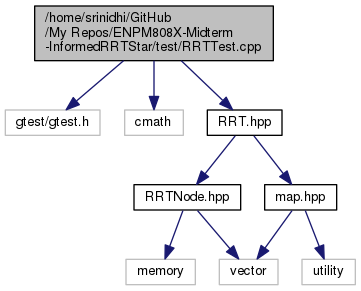 /home/srinidhi/GitHub
/My Repos/ENPM808X-Midterm
-InformedRRTStar/test/RRTTest.cpp
gtest/gtest.h
cmath
RRT.hpp
RRTNode.hpp
map.hpp
memory
vector
utility